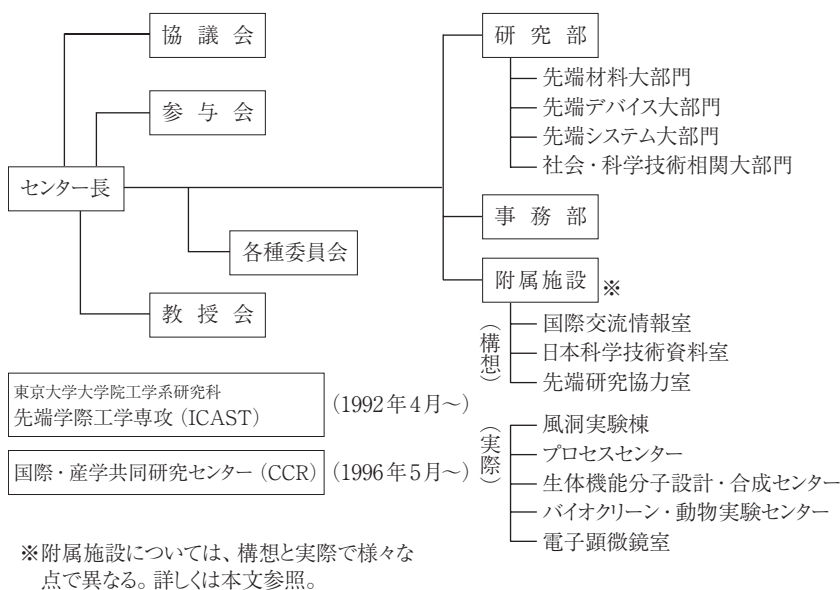 協議会
参与会
センター長
各種委員会
教授会
研究部
先端材料大部門
先端デバイス大部門
先端システム大部門
社会・科学技術相関大部門
事務部
附属施設
※
(構想)
国際交流情報室
日本科学技術資料室
先端研究協力室
(実際)
風洞実験棟
プロセスセンター
生体機能分子設計・合成センター
バイオクリーン・動物実験センター
電子顕微鏡室
東京大学大学院工学系研究科
先端学際工学専攻(ICAST)
(1992年4月〜)
国際・産学共同研究センター(CCR)
(1996年5月〜)
※附属施設については、構想と実際で様々な
点で異なる。詳しくは本文参照。